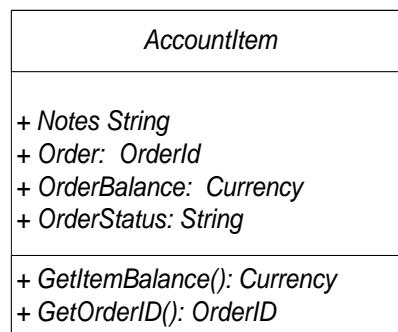 AccountItem
+ Notes String
+ Order: OrderId
+ OrderBalance: Currency
+ OrderStatus: String
+ GetItemBalance(): Currency
+ GetOrderID(): OrderID